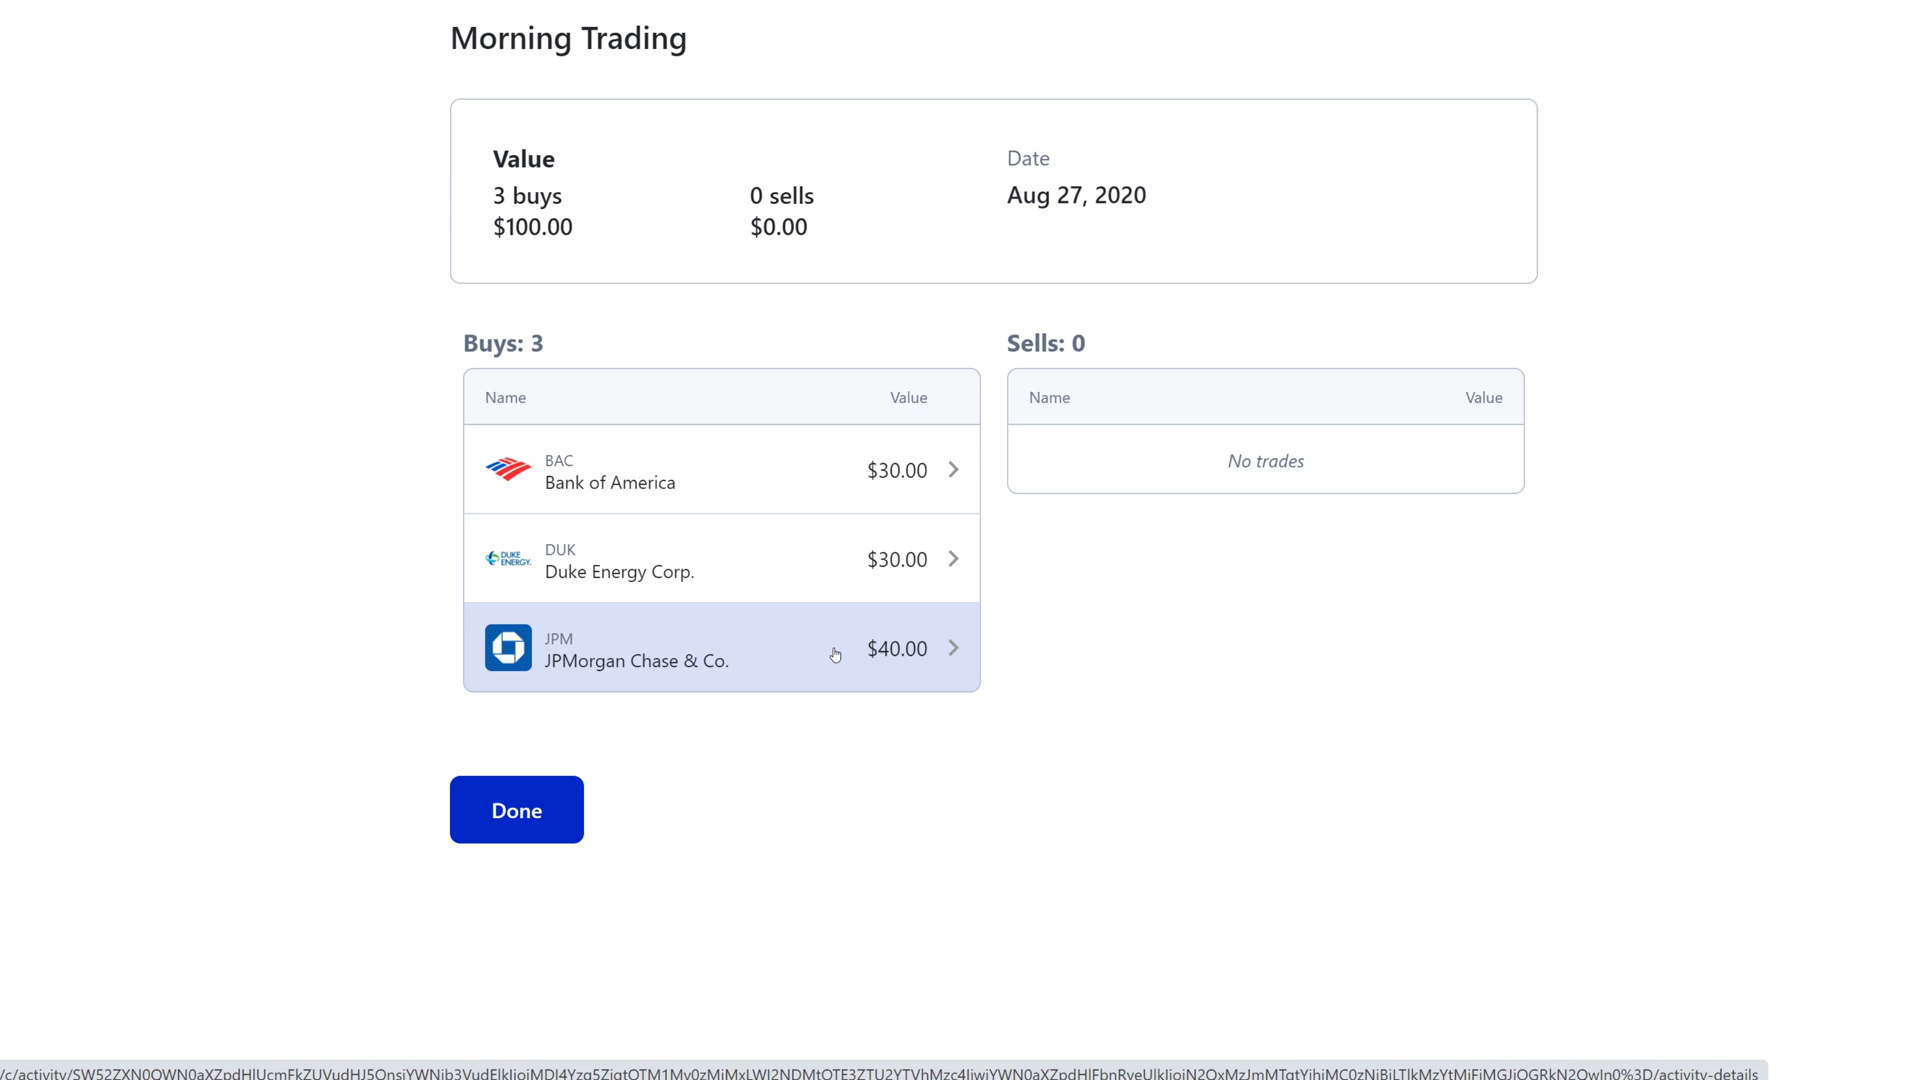 Morning Trading
Value
3 buys
$100.00
0 sells
$0.00
Date
Aug 27, 2020
Buys: 3
Name Value
BAC
Bank of America
$30.00
DUKE
ENERGY.
DUK
Duke Energy Corp.
$30.00
JPM
JPMorgan Chase & Co.
$40.00
Sells: 0
Name Value
No trades
Done